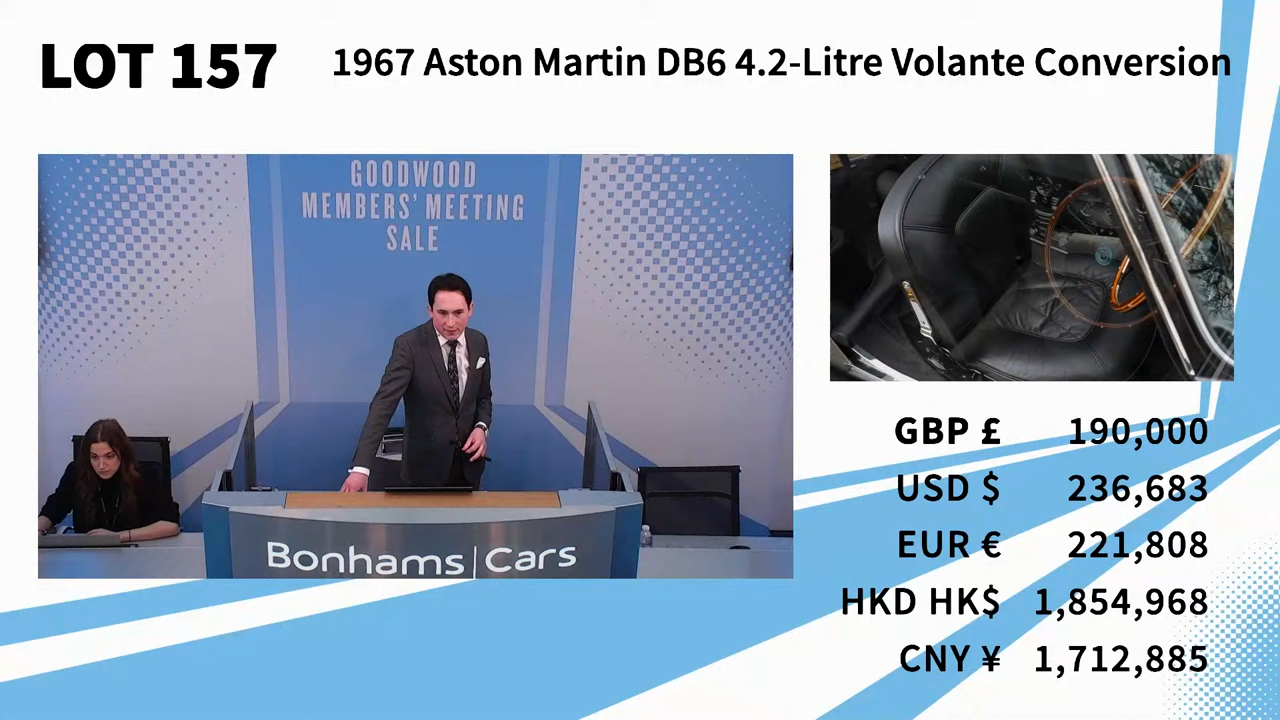 LOT 157
1967 Aston Martin DB6 4.2-Litre Volante Conversion
GOODWOOD
MEMBERS' MEETING
SALE
Bonhams|Cars
GBP £ 190,000
USD $ 236,683
EUR € 221,808
HKD HK$ 1,854,968
CNY ¥ 1,712,885